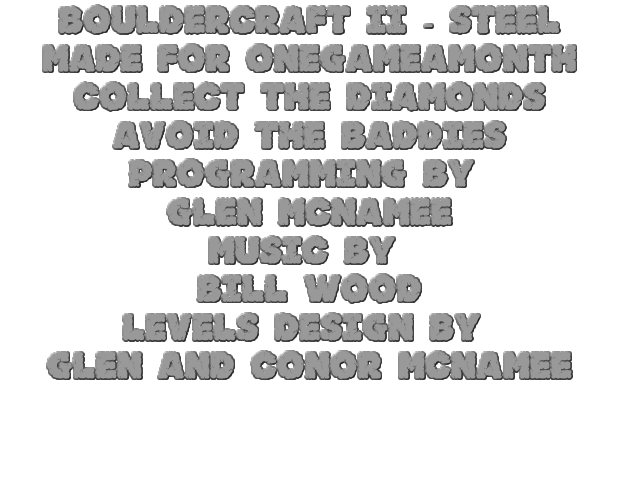 BOULDERCRAFT II - STEEL
MADE FOR ONEGAMEAMONTH
COLLECT THE DIAMONDS
AVOID THE BADDIES
PROGRAMMING BY
GLEN MCNAMEE
MUSIC BY
BILL WOOD
LEVELS DESIGN BY
GLEN AND CONOR MCNAMEE